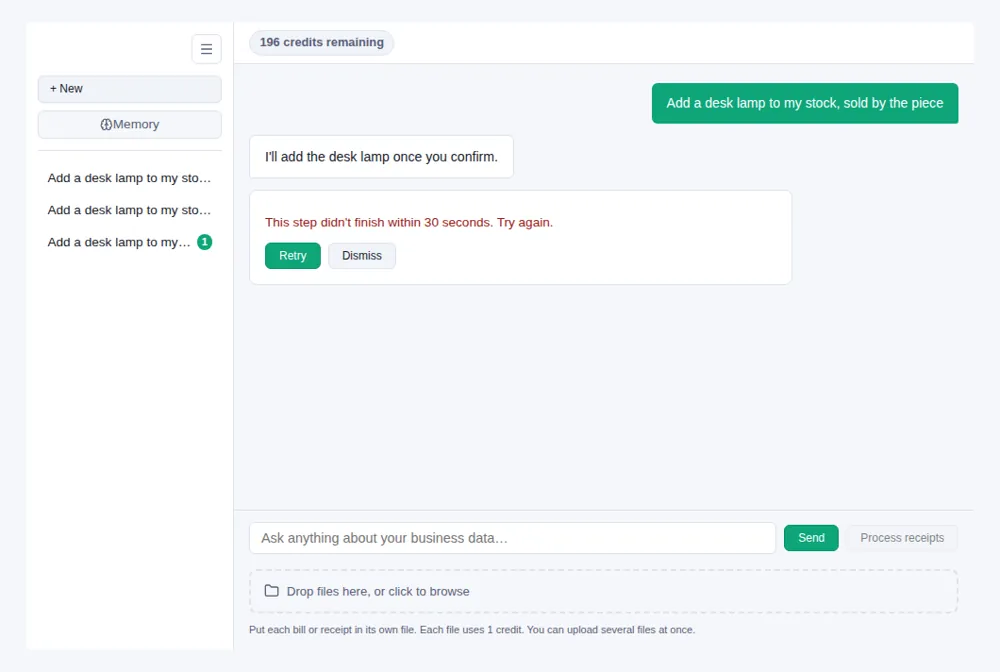 196 credits remaining
+ New
Memory
Add a desk lamp to my sto…
Add a desk lamp to my sto…
Add a desk lamp to my… 1
Add a desk lamp to my stock, sold by the piece
I'll add the desk lamp once you confirm.
This step didn't finish within 30 seconds. Try again.
Retry Dismiss
Ask anything about your business data…
Send Process receipts
Drop files here, or click to browse
Put each bill or receipt in its own file. Each file uses 1 credit. You can upload several files at once.